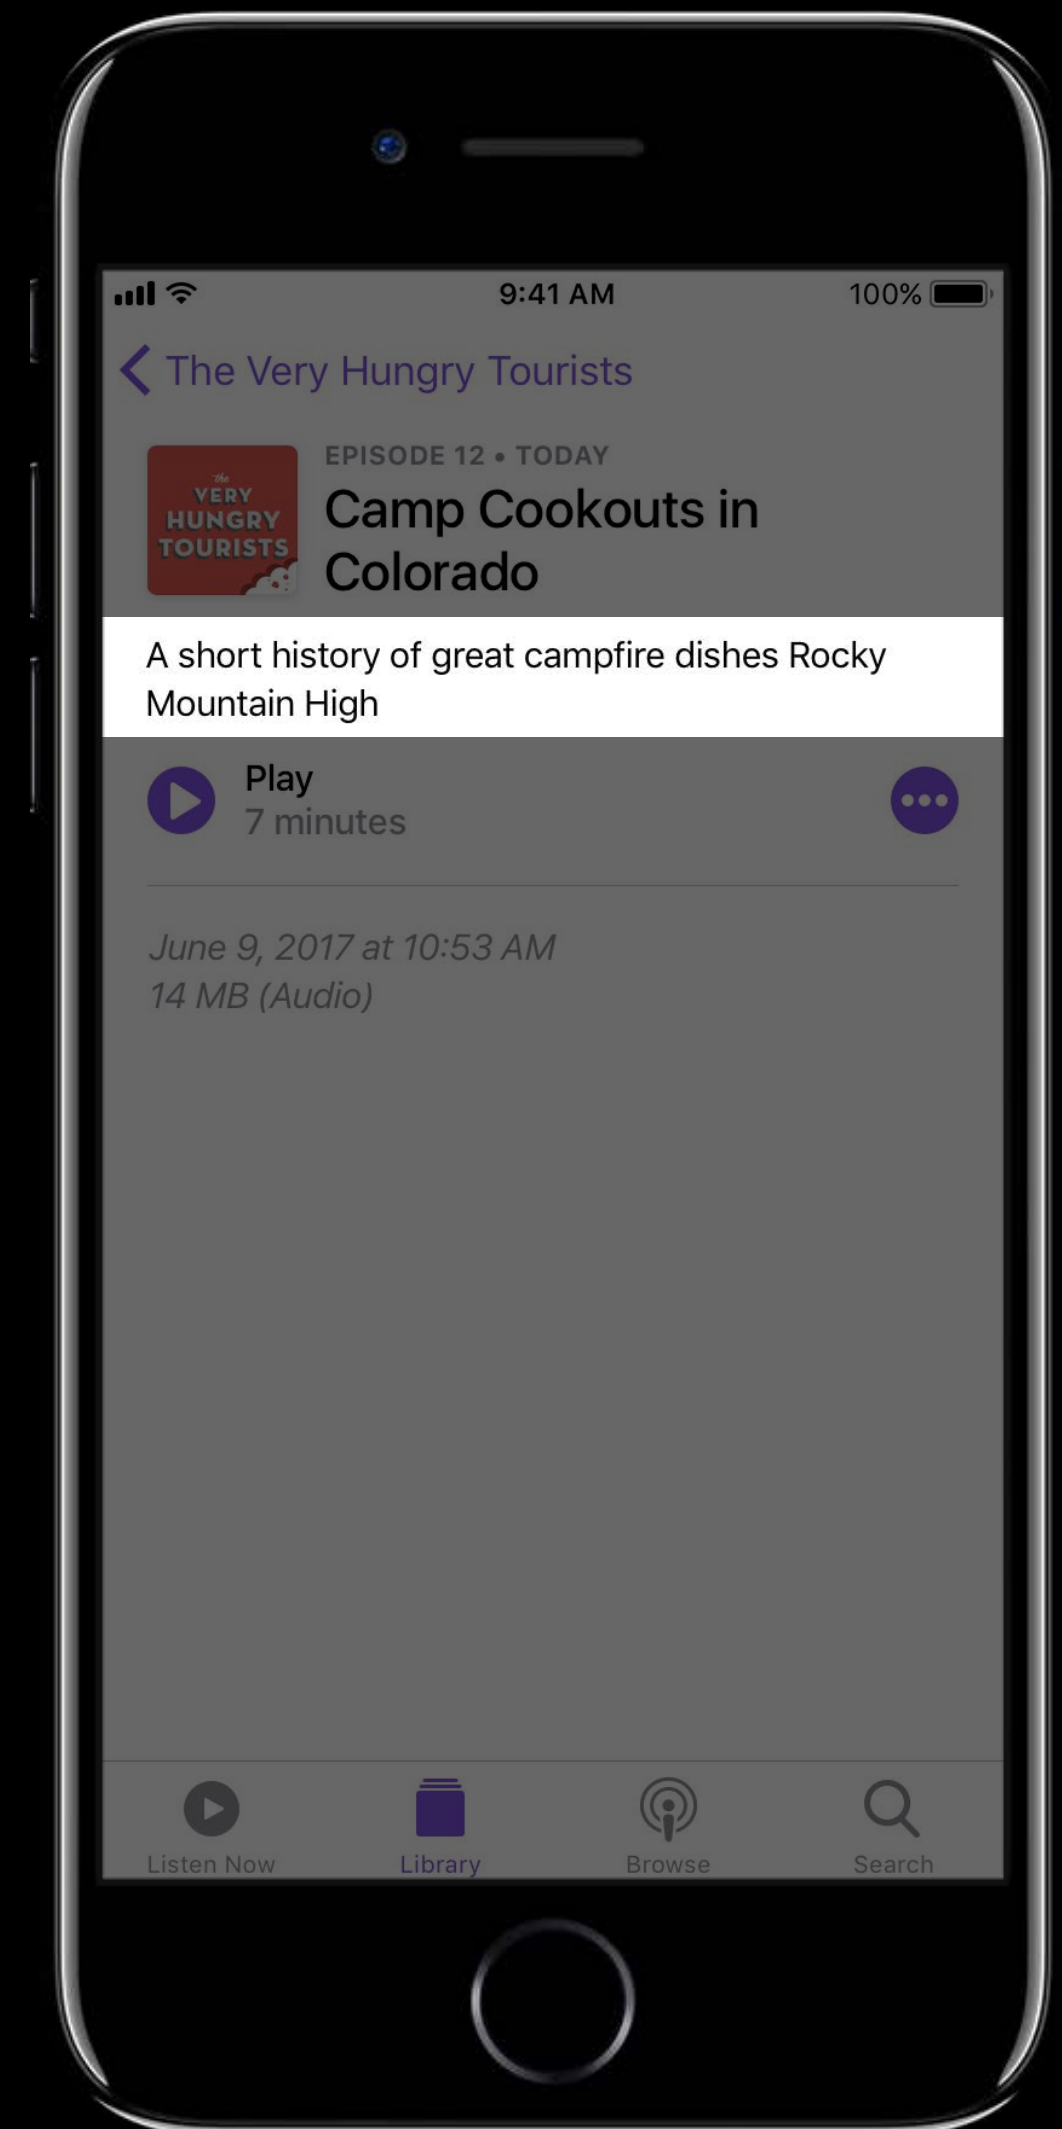 9:41 AM
100%
The Very Hungry Tourists
the
VERY
HUNGRY
TOURISTS
EPISODE 12 • TODAY
Camp Cookouts in
Colorado
A short history of great campfire dishes Rocky
Mountain High
Play
7 minutes
June 9, 2017 at 10:53 AM
14 MB (Audio)
Listen Now
Library
Browse
Search